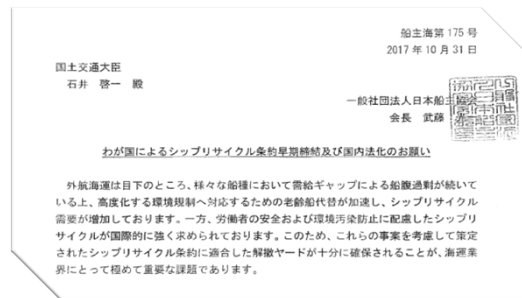 船主海第 175 号
2017 年 10 月 31 日
国土交通大臣
石井 啓一 殿
一般社団法人日本船主協会
会長 武藤
わが国によるシップリサイクル条約早期締結及び国内法化のお願い
外航海運は目下のところ、様々な船種において需給ギャップによる船腹過剰が続いて
いる上、高度化する環境規制へ対応するための老齢船代替が加速し、シップリサイクル
需要が増加しております。一方、労働者の安全および環境汚染防止に配慮したシップリ
サイクルが国際的に強く求められております。このため、これらの事案を考慮して策定
されたシップリサイクル条約に適合した解撤ヤードが十分に確保されることが、海運業
界にとって極めて重要な課題であります。